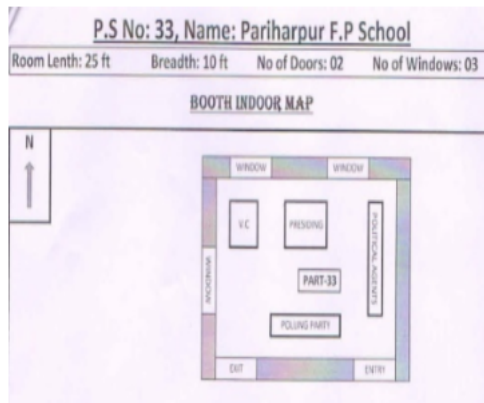 P.S No: 33, Name: Pariharpur F.P School
Room Lenth: 25 ft Breadth: 10 ft No of Doors: 02 No of Windows: 03
BOOTH INDOOR MAP
N
WINDOW WINDOW
V.C PRESIDING POLITICAL AGENTS
WINDOW
PART-33
POLLING PARTY
EXIT ENTRY